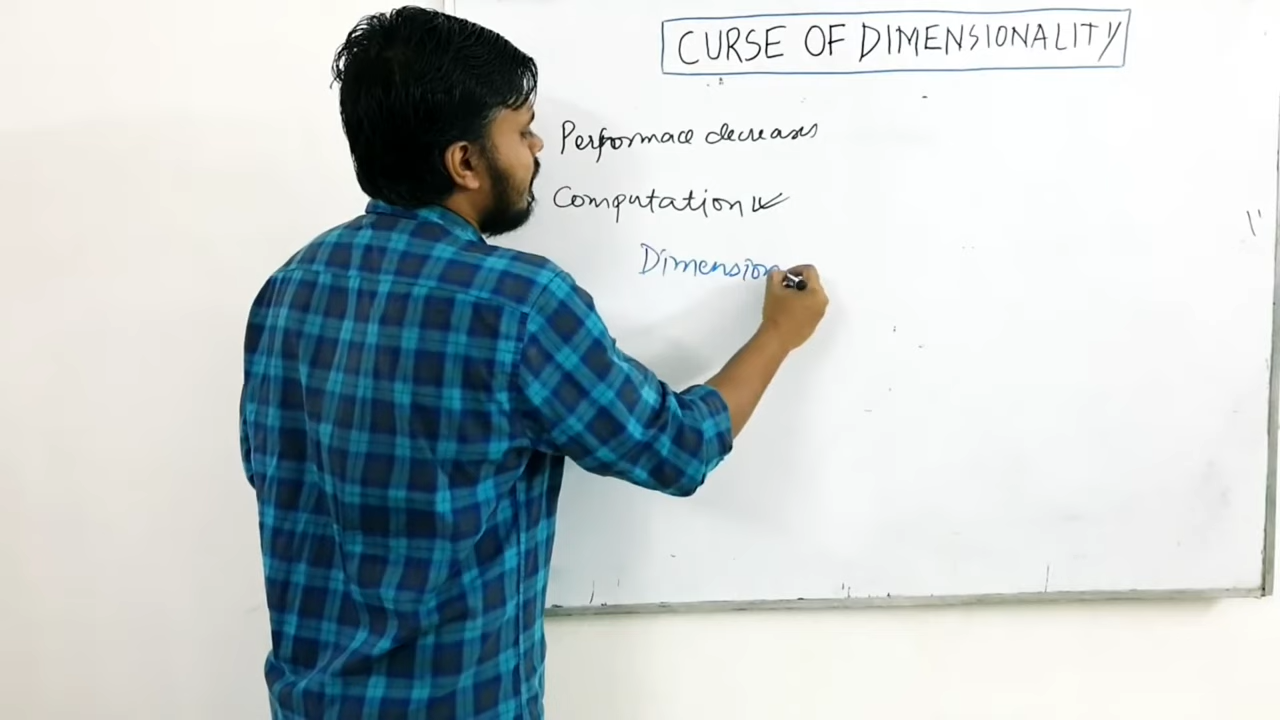 CURSE OF DIMENSIONALITY
Performace decreases
Computation
Dimension